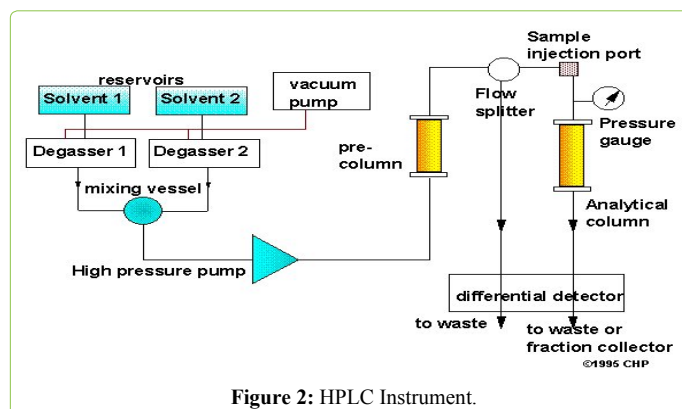 reservoirs
Solvent 1
Solvent 2
vacuum
pump
Degasser 1
Degasser 2
mixing vessel
High pressure pump
pre-
column
Flow
splitter
Sample
injection port
Pressure
gauge
Analytical
column
differential detector
to waste
to waste or
fraction collector
©1995 CHP
Figure 2: HPLC Instrument.